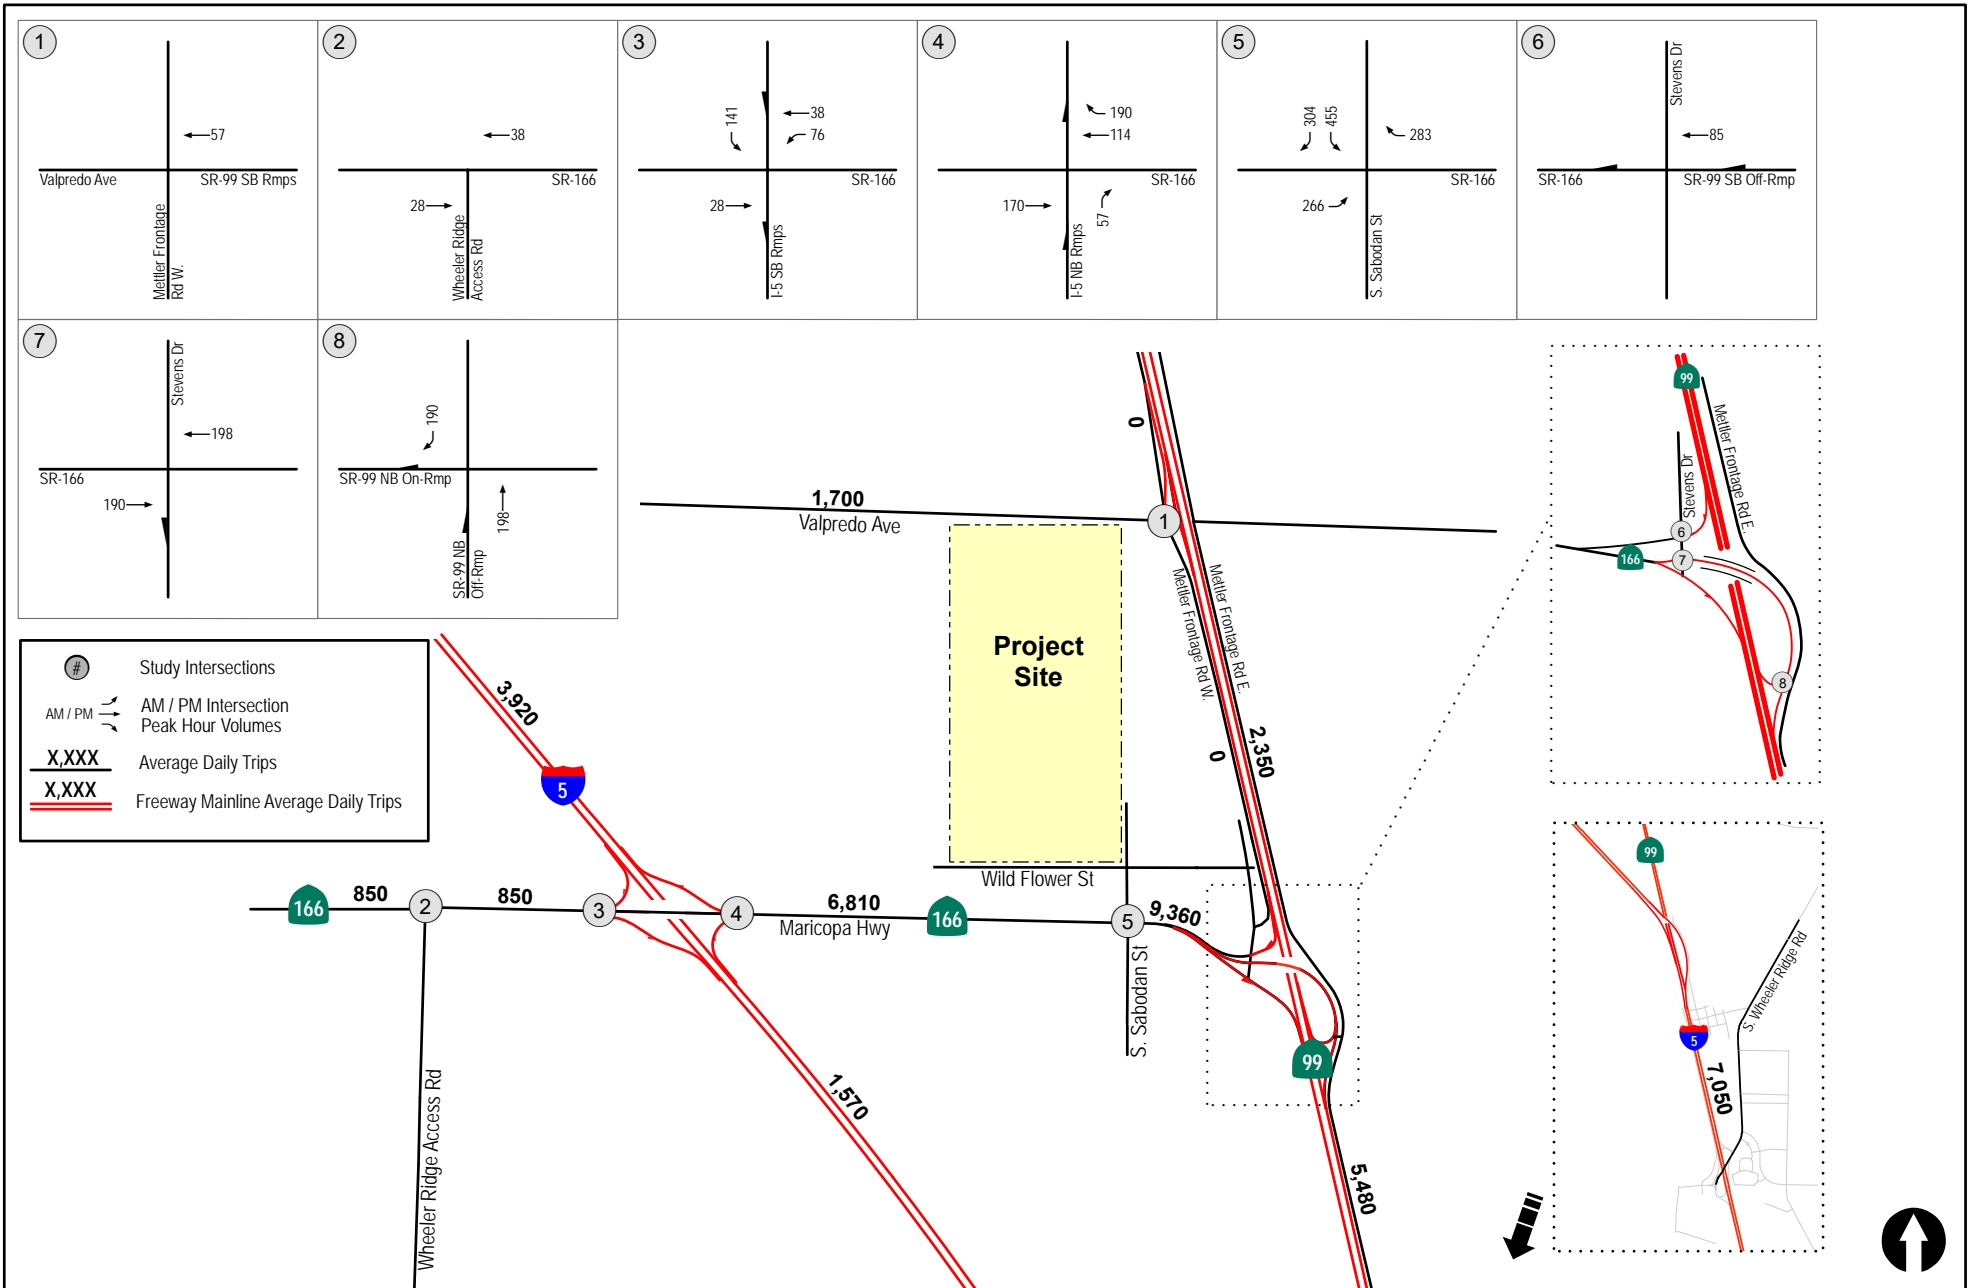 1
57
Valpredo Ave
SR-99 SB Rmps
Mettler Frontage
Rd W.
2
38
SR-166
28
Wheeler Ridge
Access Rd
3
141
38
76
SR-166
28
I-5 SB Rmps
4
190
114
SR-166
170
57
I-5 NB Rmps
5
304
455
283
SR-166
266
S. Sabodan St
6
Stevens Dr
85
SR-166
SR-99 SB Off-Rmp
7
Stevens Dr
198
SR-166
190
8
190
SR-99 NB On-Rmp
198
SR-99 NB
Off-Rmp
# Study Intersections
AM / PM
AM / PM Intersection
Peak Hour Volumes
X,XXX Average Daily Trips
X,XXX Freeway Mainline Average Daily Trips
0
1,700
Valpredo Ave
1
Mettler Frontage Rd W.
Mettler Frontage Rd E.
Project
Site
0
2,350
3,920
5
Wild Flower St
166
850
2
850
3
4
6,810
Maricopa Hwy
166
5
9,360
S. Sabodan St
99
1,570
5,480
Wheeler Ridge Access Rd
99
Mettler Frontage Rd E.
Stevens Dr
6
166
7
8
99
S. Wheeler Ridge Rd
5
7,050